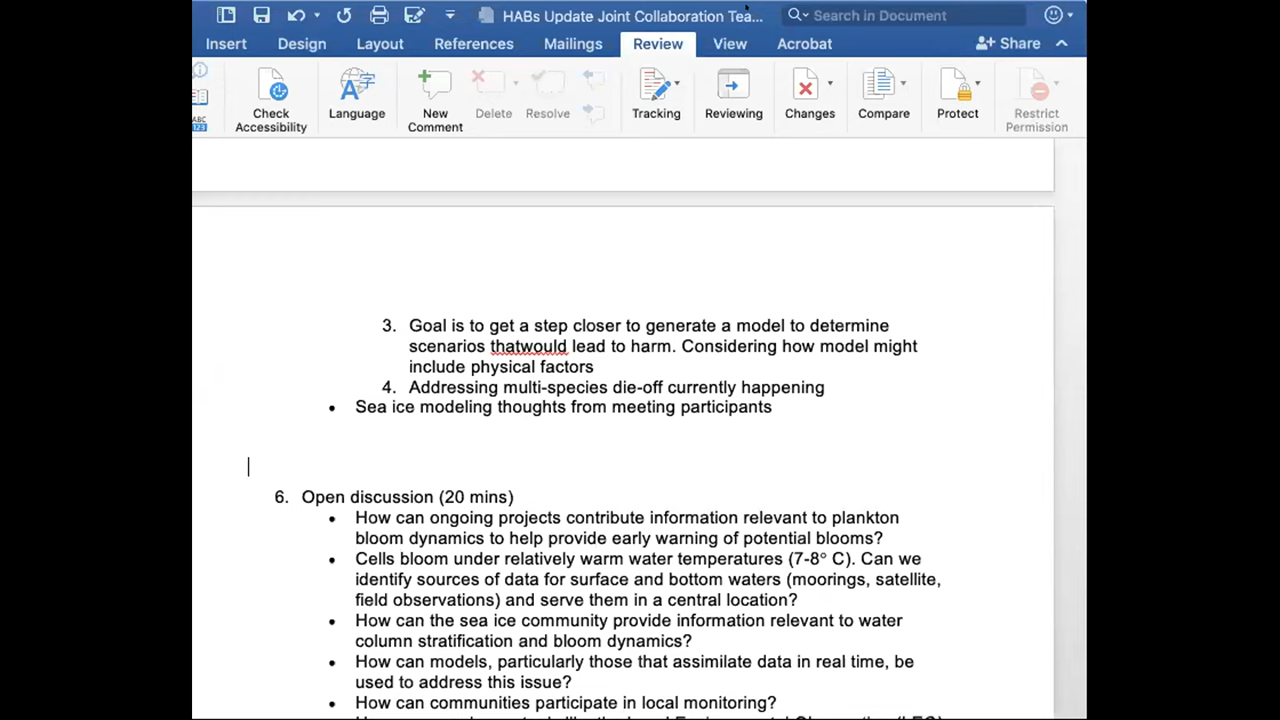 HABs Update Joint Collaboration Tea...
Search in Document
Insert Design Layout References Mailings Review View Acrobat Share
ABC
123
Check
Accessibility
Language
New
Comment
Delete
Resolve
Tracking
Reviewing
Changes
Compare
Protect
Restrict
Permission
3. Goal is to get a step closer to generate a model to determine
scenarios thatwould lead to harm. Considering how model might
include physical factors
4. Addressing multi-species die-off currently happening
• Sea ice modeling thoughts from meeting participants
6. Open discussion (20 mins)
• How can ongoing projects contribute information relevant to plankton
bloom dynamics to help provide early warning of potential blooms?
• Cells bloom under relatively warm water temperatures (7-8° C). Can we
identify sources of data for surface and bottom waters (moorings, satellite,
field observations) and serve them in a central location?
• How can the sea ice community provide information relevant to water
column stratification and bloom dynamics?
• How can models, particularly those that assimilate data in real time, be
used to address this issue?
• How can communities participate in local monitoring?